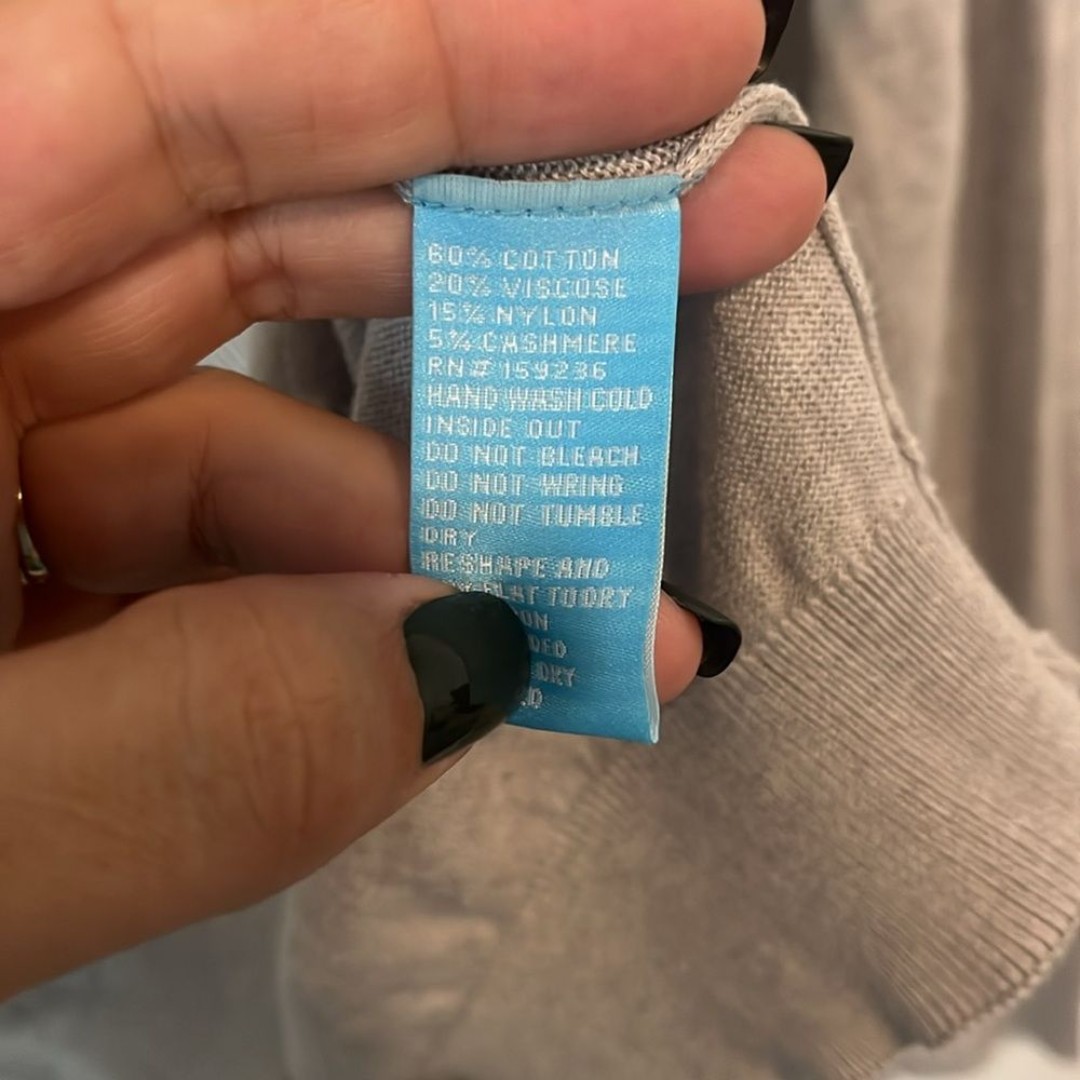 60% COTTON
20% VISCOSE
15% NYLON
5% CASHMERE
RN# 159236
HAND WASH COLD
INSIDE OUT
DO NOT BLEACH
DO NOT WRING
DO NOT TUMBLE
DRY
RESHAPE AND
FLAT TO DRY